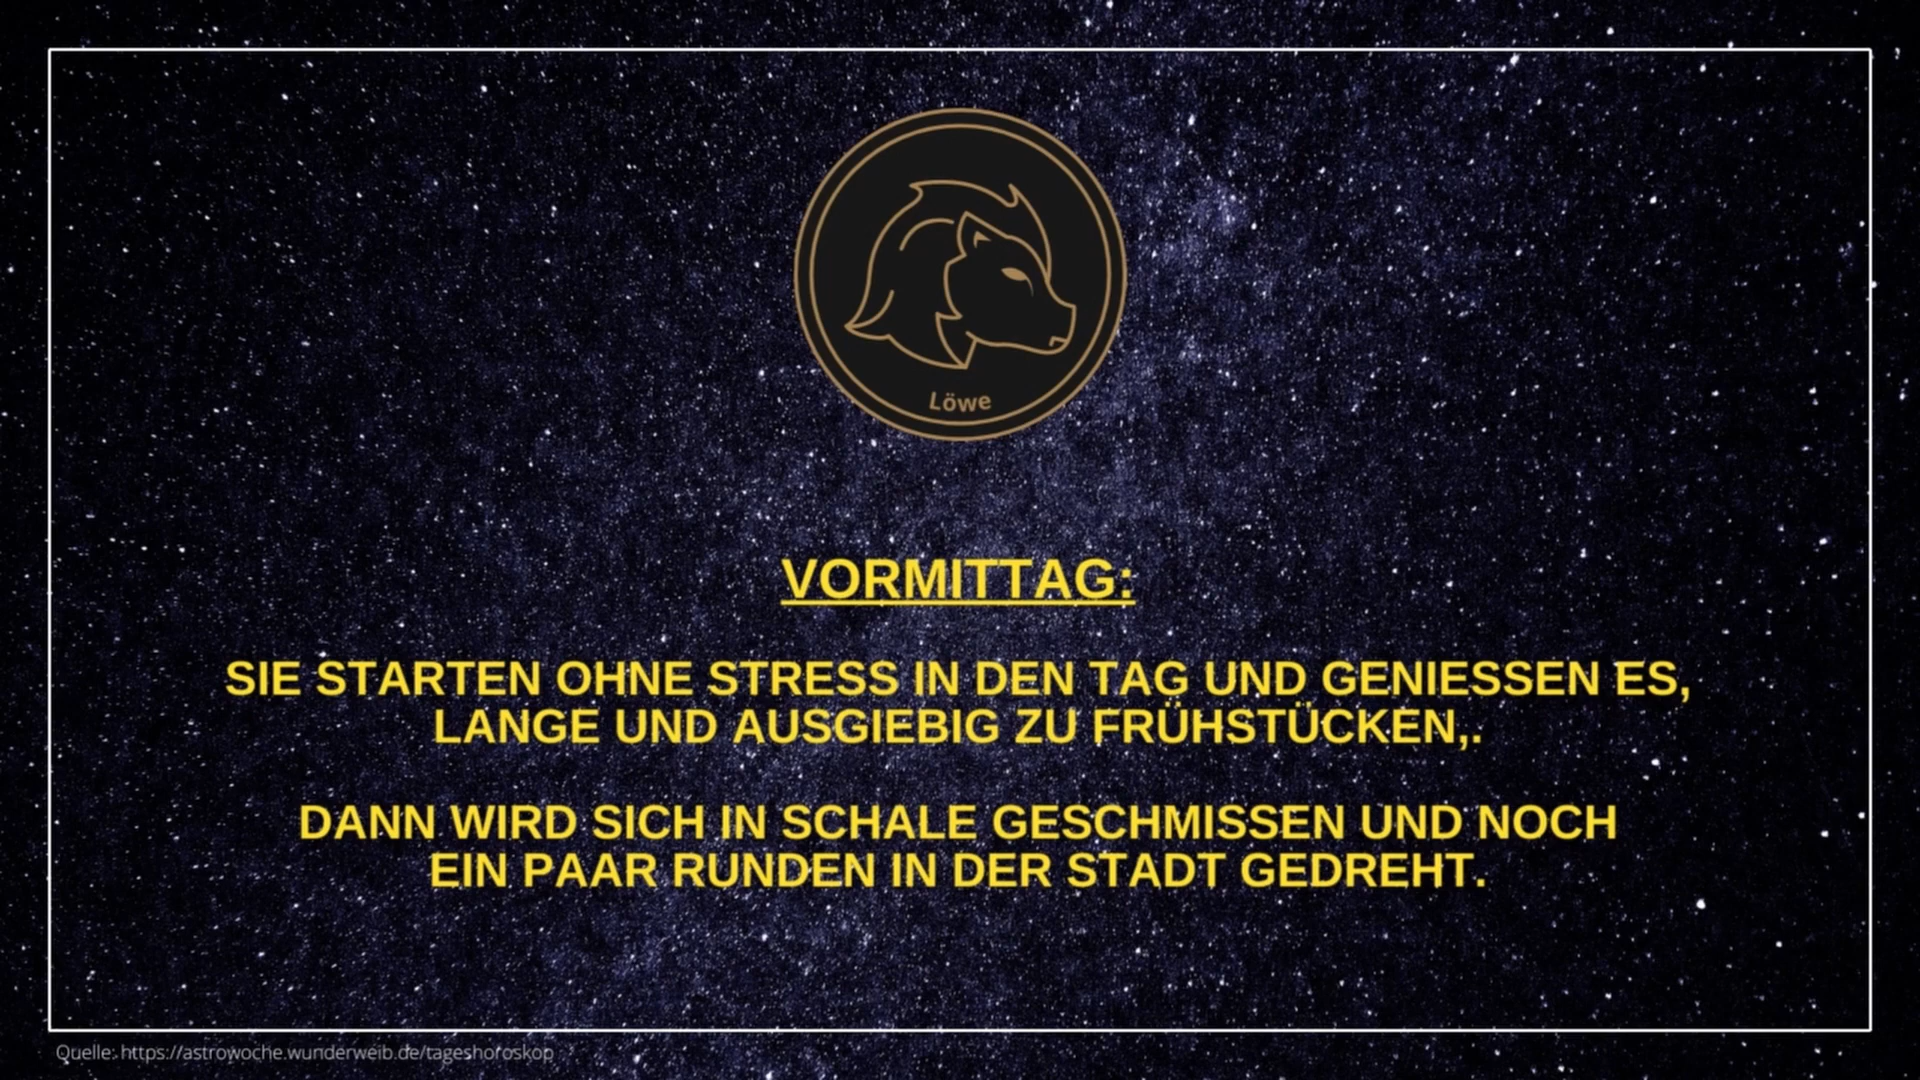 Löwe
VORMITTAG:
SIE STARTEN OHNE STRESS IN DEN TAG UND GENIESSEN ES,
LANGE UND AUSGIEBIG ZU FRÜHSTÜCKEN,.
DANN WIRD SICH IN SCHALE GESCHMISSEN UND NOCH
EIN PAAR RUNDEN IN DER STADT GEDREHT.
Quelle: https://astrowoche.wunderweib.de/tageshoroskop